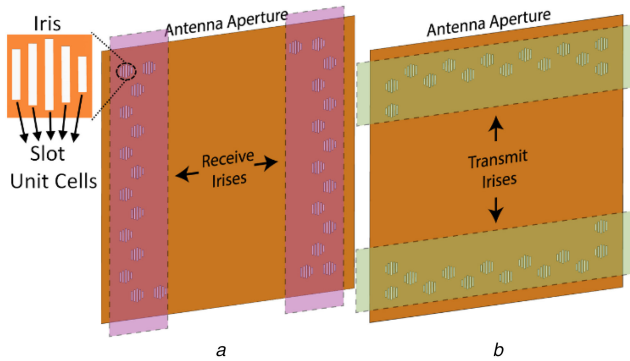 Iris
Slot
Unit Cells
Antenna Aperture
Receive
Irises
a
Antenna Aperture
Transmit
Irises
b